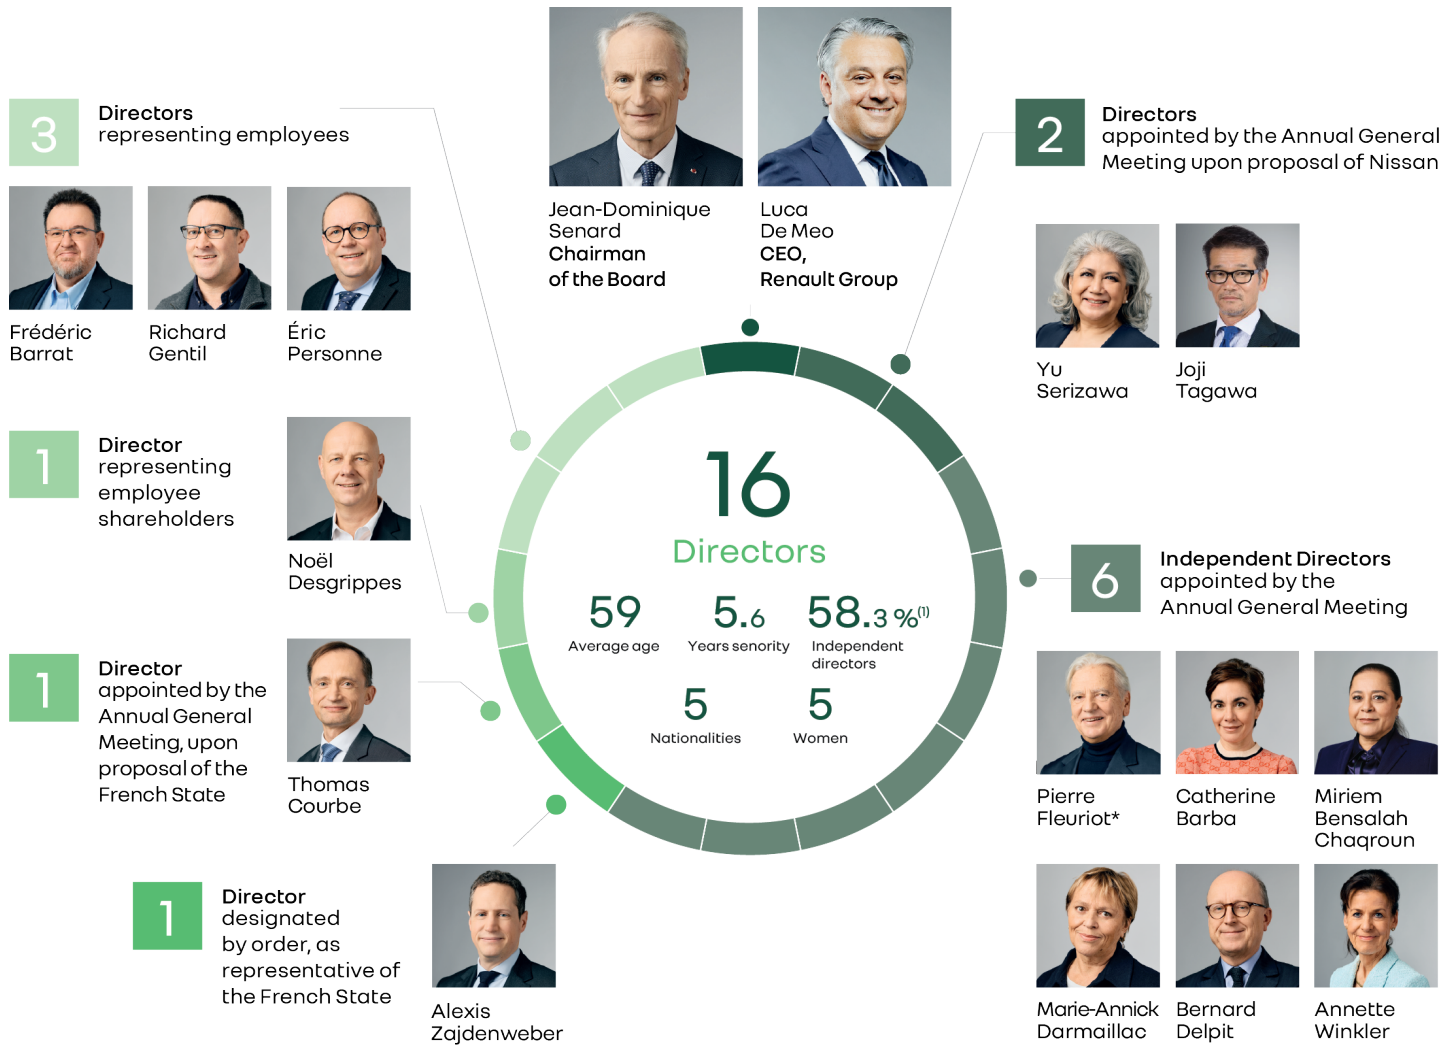 Jean-Dominique
Senard
Chairman
of the Board
Luca
De Meo
CEO,
Renault Group
3
Directors
representing employees
Frédéric
Barrat
Richard
Gentil
Éric
Personne
1
Director
representing
employee
shareholders
Noël
Desgrippes
1
Director
appointed by the
Annual General
Meeting, upon
proposal of the
French State
Thomas
Courbe
1
Director
designated
by order, as
representative of
the French State
Alexis
Zajdenweber
16
Directors
59
Average age
5.6
Years senority
58.3 %(1)
Independent
directors
5
Nationalities
5
Women
2
Directors
appointed by the Annual General
Meeting upon proposal of Nissan
Yu
Serizawa
Joji
Tagawa
6
Independent Directors
appointed by the
Annual General Meeting
Pierre
Fleuriot*
Catherine
Barba
Miriem
Bensalah
Chaqroun
Marie-Annick
Darmaillac
Bernard
Delpit
Annette
Winkler